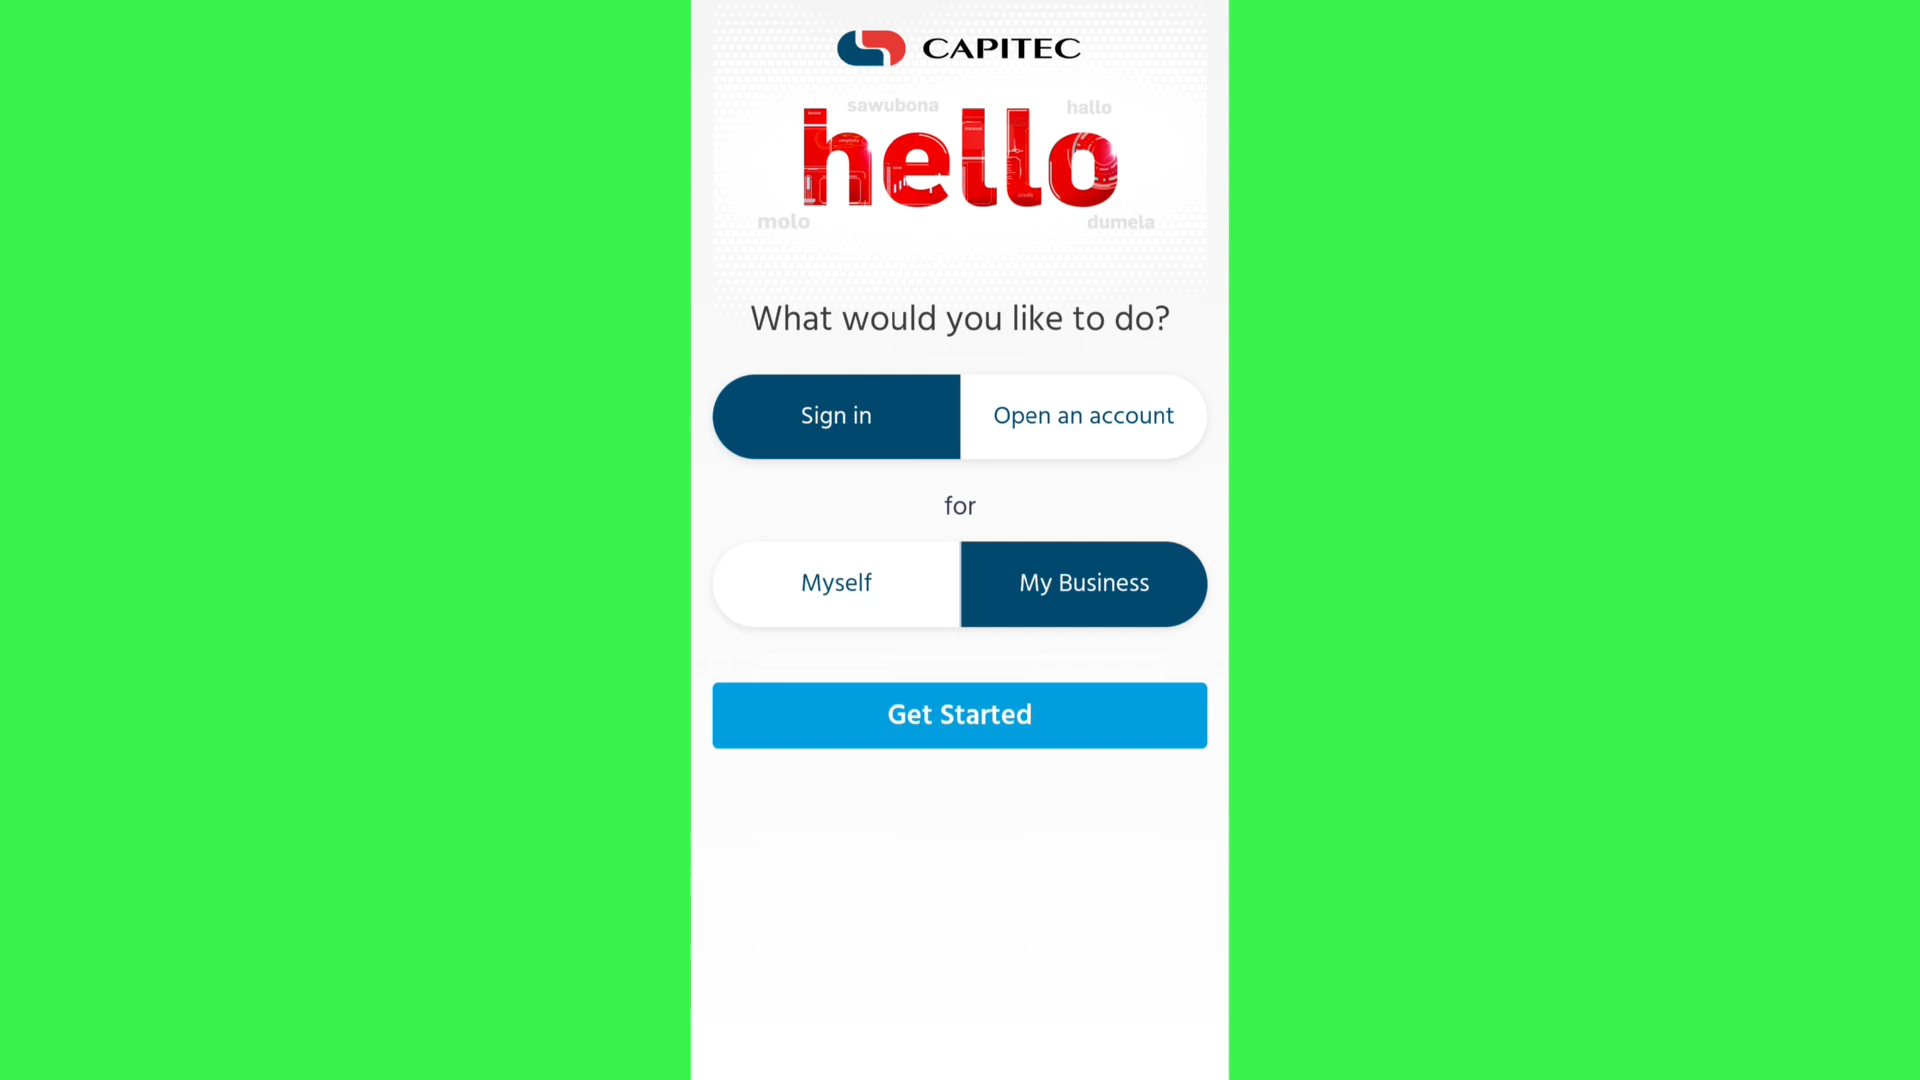 CAPITEC
sawubona
hallo
hello
molo
dumela
What would you like to do?
Sign in
Open an account
for
Myself
My Business
Get Started